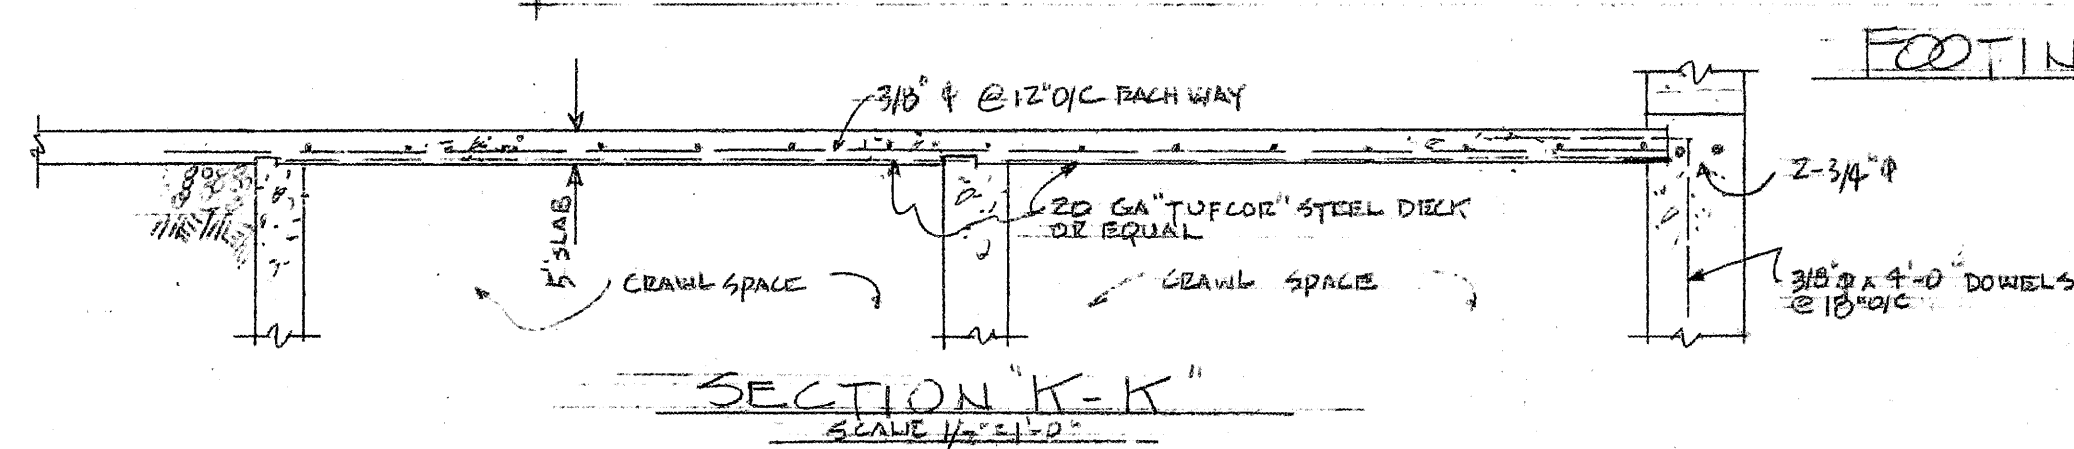 FOOTIN
3/8" ϕ @ 12" O/C EACH WAY
2-3/4" ϕ
20 GA "TUFCOR" STEEL DECK
OR EQUAL
5" SLAB
CRAWL SPACE
CRAWL SPACE
3/8" ϕ x 4'-0" DOWELS
@ 18" O/C
SECTION "K-K"
SCALE 1/2"=1'-0"